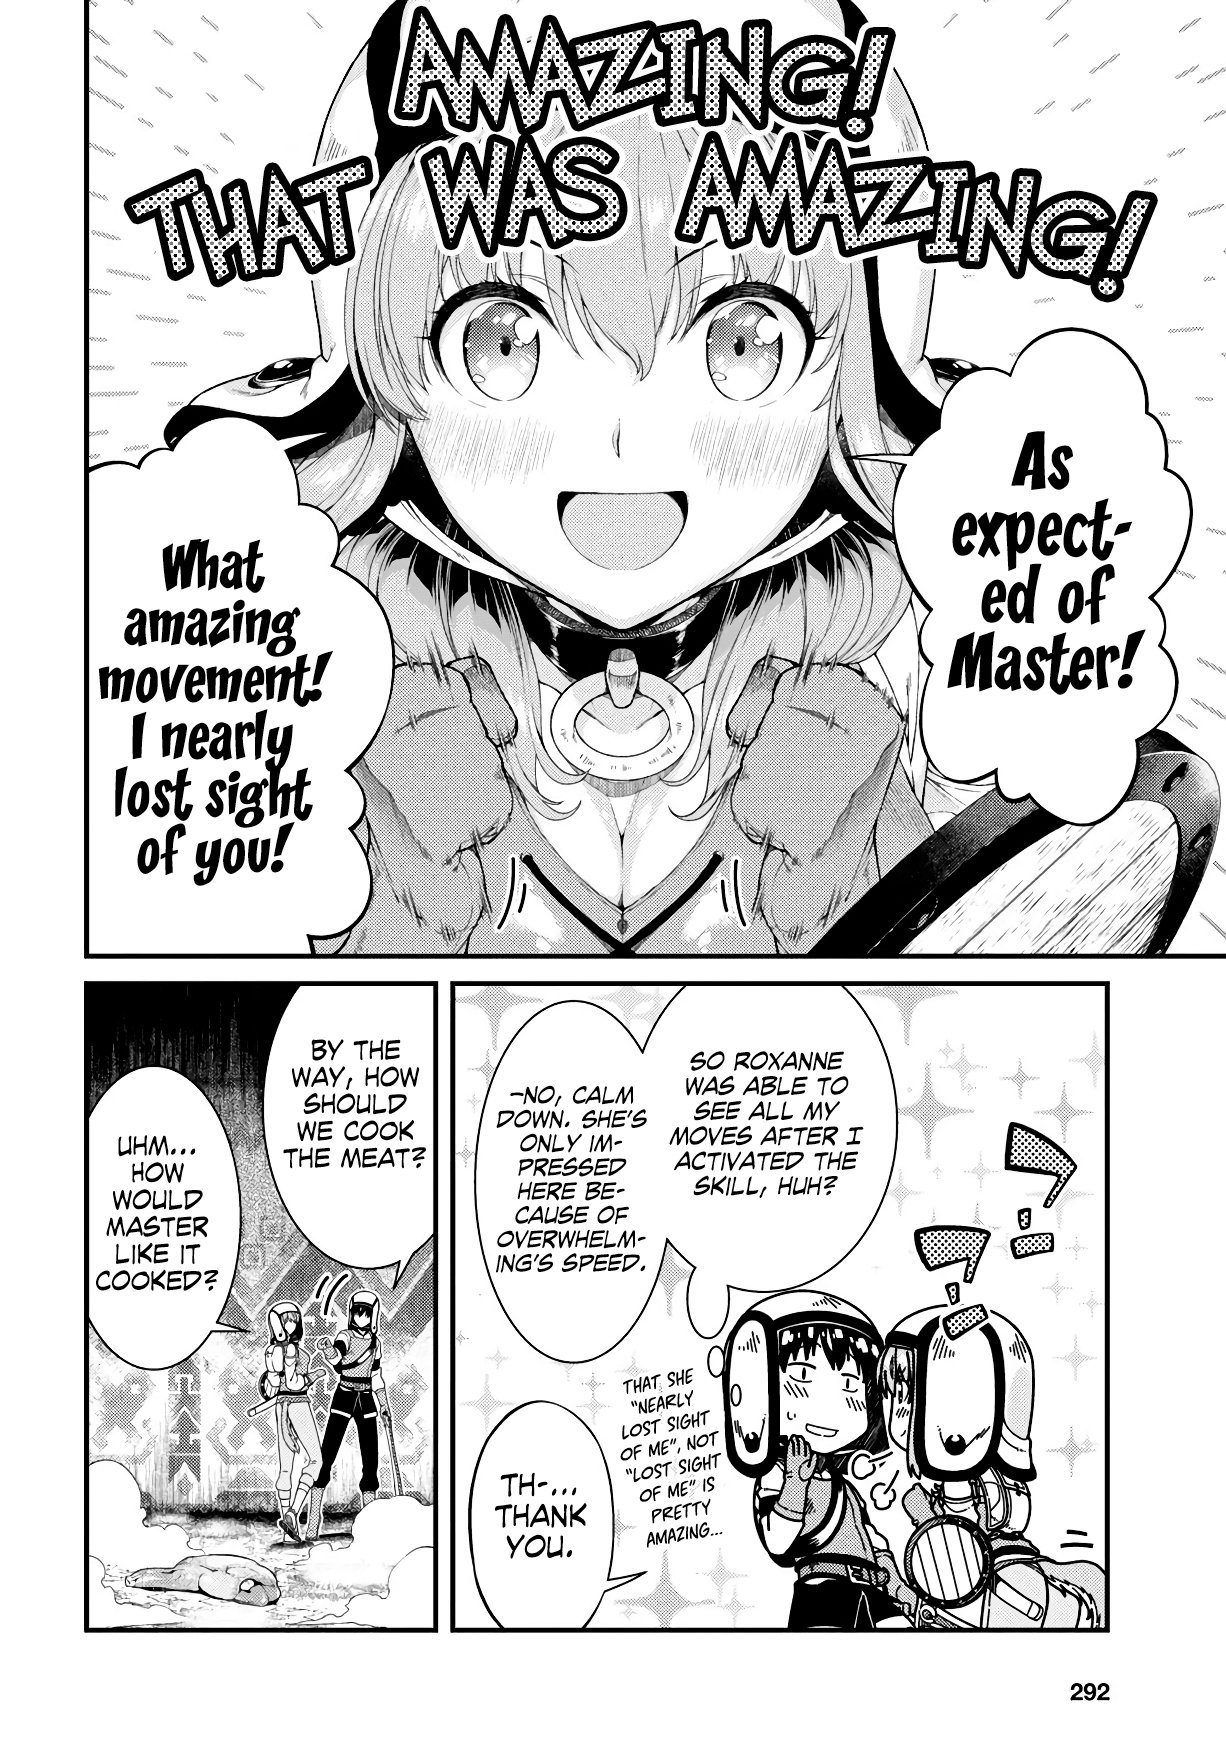 AMAZING!
THAT WAS AMAZING!
As
expect-
ed of
Master!
What
amazing
movement!
I nearly
lost sight
of you!
SO ROXANNE
WAS ABLE TO
SEE ALL MY
MOVES AFTER I
ACTIVATED THE
SKILL, HUH?
-NO, CALM
DOWN. SHE'S
ONLY IM-
PRESSED
HERE BE-
CAUSE OF
OVERWHELM-
ING'S SPEED.
ワー
ワー
THAT SHE
"NEARLY
LOST SIGHT
OF ME", NOT
"LOST SIGHT
OF ME" IS
PRETTY
AMAZING...
TH-...
THANK
YOU.
BY THE
WAY, HOW
SHOULD
WE COOK
THE MEAT?
UHM...
HOW
WOULD
MASTER
LIKE IT
COOKED?
292